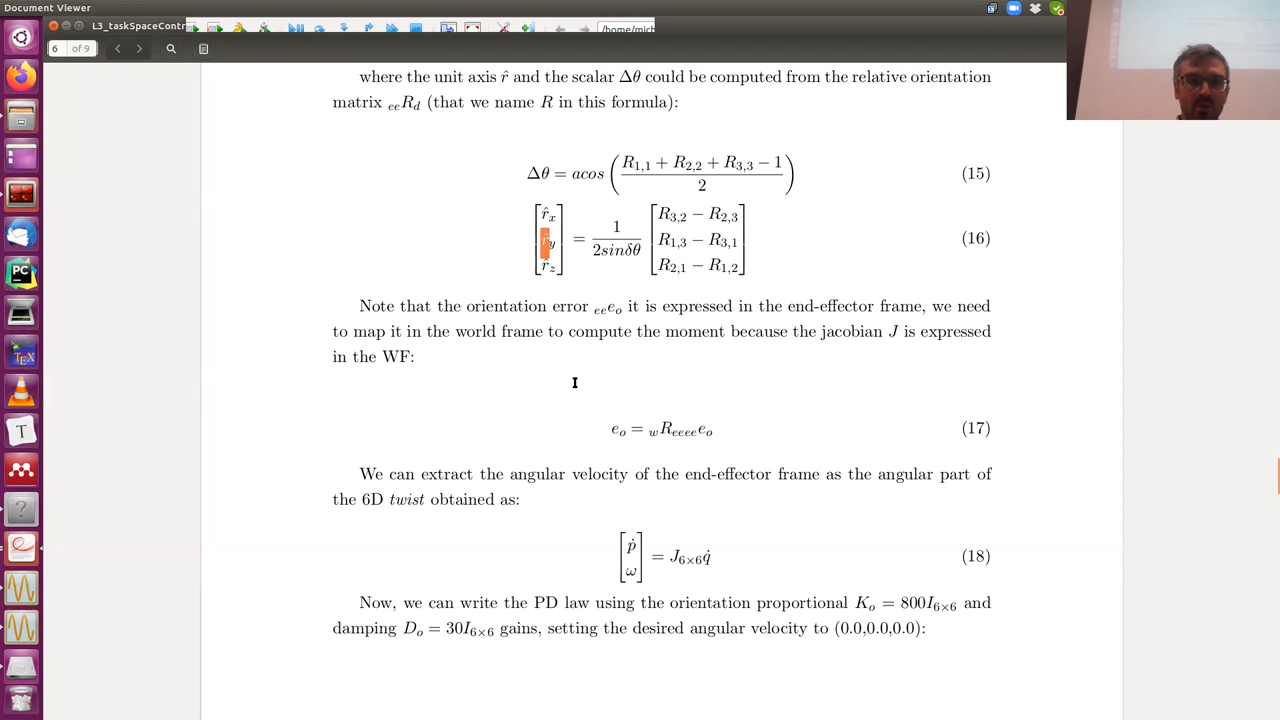 Document Viewer
L3_taskSpaceContr
/home/mich
6 of 9
where the unit axis r̂ and the scalar Δθ could be computed from the relative orientation
matrix eeRd (that we name R in this formula):
Δθ = acos ( (R1,1 + R2,2 + R3,3 − 1) / 2 ) (15)
[r̂x r̂y r̂z] = 1 / (2sinδθ) [R3,2 − R2,3 R1,3 − R3,1 R2,1 − R1,2] (16)
Note that the orientation error eeeo it is expressed in the end-effector frame, we need
to map it in the world frame to compute the moment because the jacobian J is expressed
in the WF:
eo = wReeeeeo (17)
We can extract the angular velocity of the end-effector frame as the angular part of
the 6D twist obtained as:
[ṗ ω] = J6×6q̇ (18)
Now, we can write the PD law using the orientation proportional Ko = 800I6×6 and
damping Do = 30I6×6 gains, setting the desired angular velocity to (0.0,0.0,0.0):
PC
TEX
T
?